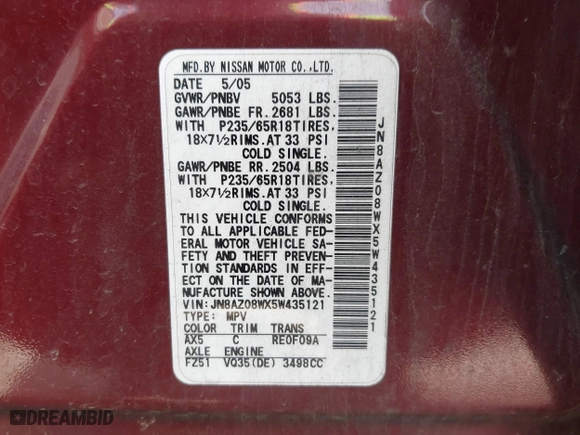 MFD.BY NISSAN MOTOR CO.,LTD.
DATE 5/05
GVWR/PNBV 5053 LBS.
GAWR/PNBE FR. 2681 LBS.
WITH P235/65R18TIRES,
18×7½RIMS.AT 33 PSI
COLD SINGLE.
GAWR/PNBE RR. 2504 LBS.
WITH P235/65R18TIRES,
18×7½RIMS.AT 33 PSI
COLD SINGLE.
THIS VEHICLE CONFORMS
TO ALL APPLICABLE FED-
ERAL MOTOR VEHICLE SA-
FETY AND THEFT PREVEN-
TION STANDARDS IN EFF-
ECT ON THE DATE OF MA-
NUFACTURE SHOWN ABOVE.
VIN:JN8AZ08WX5W435121
TYPE: MPV
COLOR TRIM TRANS
AX5 C RE0F09A
AXLE ENGINE
FZ51 VQ35(DE) 3498CC
JN8AZ08WX5W435121
DREAMBID